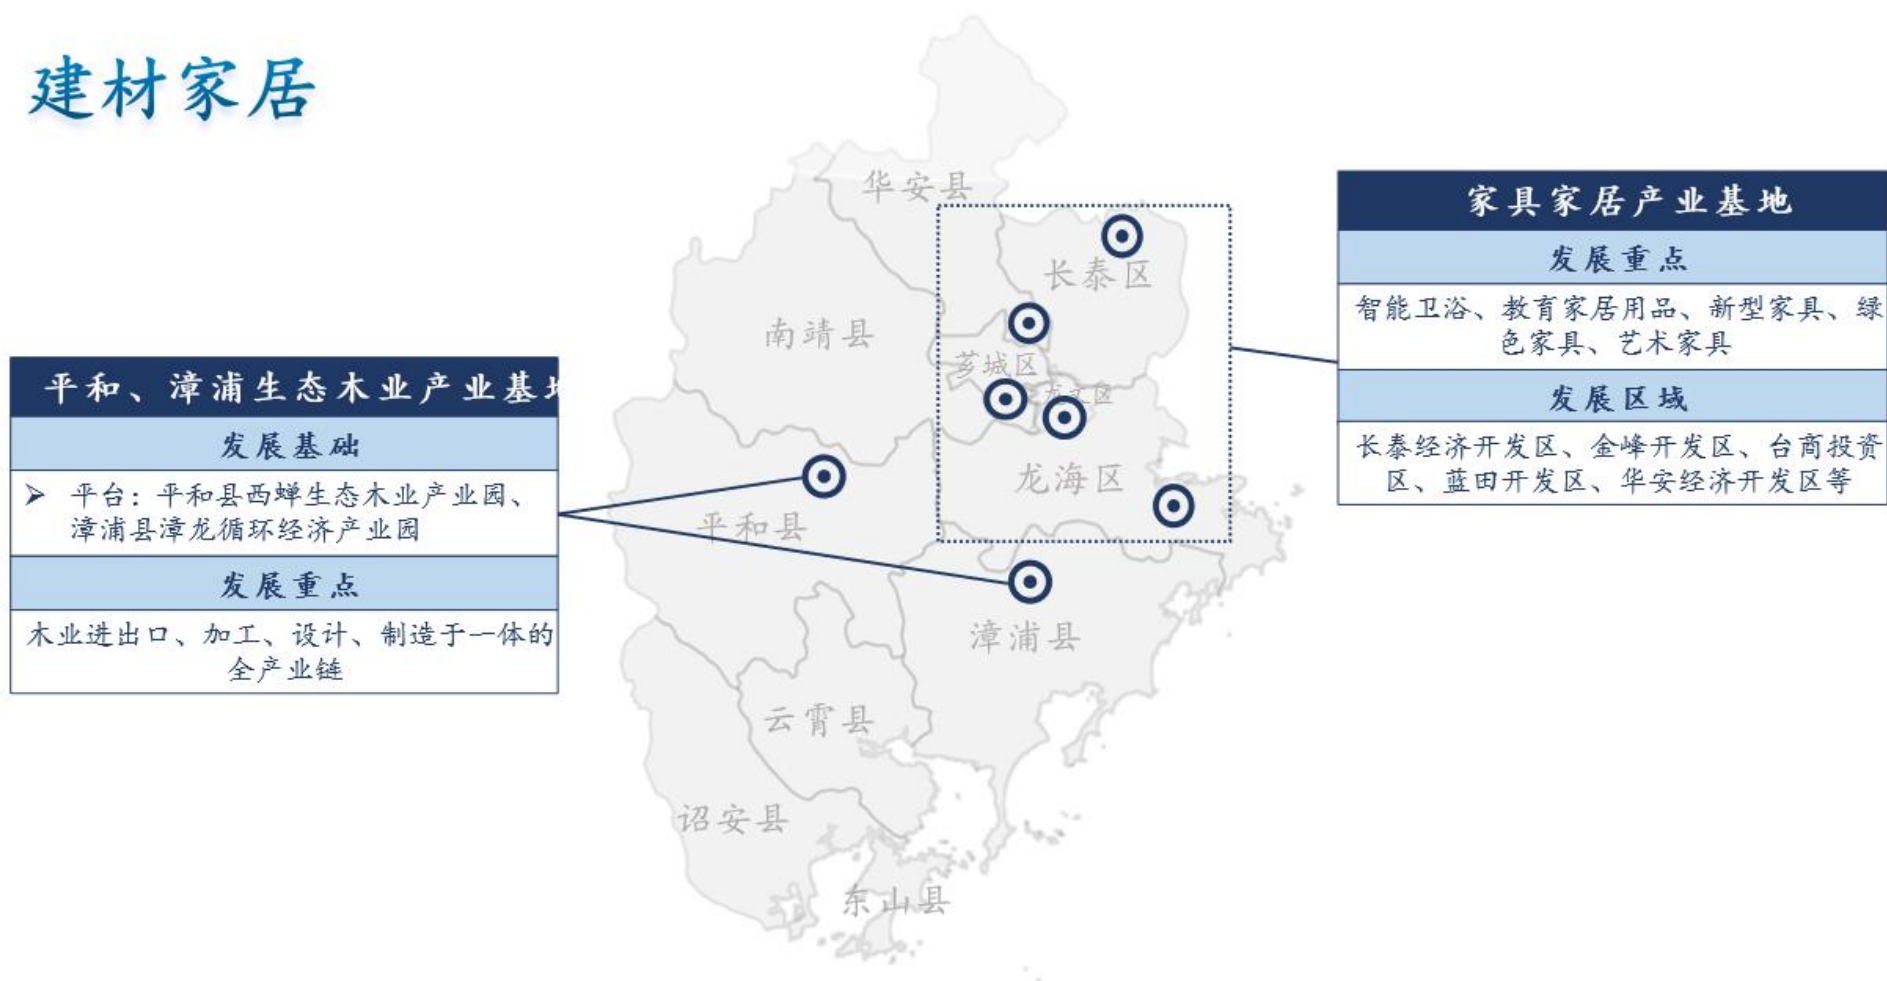 建材家居
平和、漳浦生态木业产业基地
发展基础
➢ 平台：平和县西蝉生态木业产业园、
漳浦县漳龙循环经济产业园
发展重点
木业进出口、加工、设计、制造于一体的
全产业链
华安县
长泰区
南靖县
芗城区
龙文区
龙海区
平和县
漳浦县
云霄县
诏安县
东山县
家具家居产业基地
发展重点
智能卫浴、教育家居用品、新型家具、绿
色家具、艺术家具
发展区域
长泰经济开发区、金峰开发区、台商投资
区、蓝田开发区、华安经济开发区等